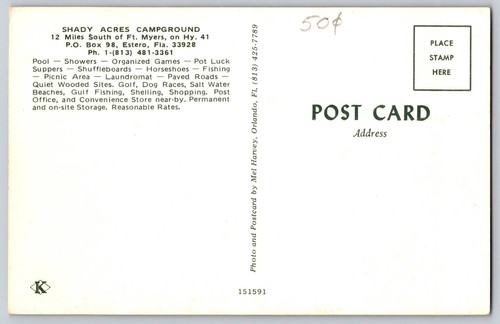 SHADY ACRES CAMPGROUND
12 Miles South of Ft. Myers, on Hy. 41
P.O. Box 98, Estero, Fla. 33928
Ph. 1-(813) 481-3361
Pool — Showers — Organized Games — Pot Luck
Suppers — Shuffleboards — Horseshoes — Fishing
— Picnic Area — Laundromat — Paved Roads —
Quiet Wooded Sites. Golf, Dog Races, Salt Water
Beaches, Gulf Fishing, Shelling, Shopping. Post
Office, and Convenience Store near-by. Permanent
and on-site Storage. Reasonable Rates.
K
Photo and Postcard by Mel Harvey, Orlando, FL (813) 425-7789
151591
50¢
PLACE
STAMP
HERE
POST CARD
Address